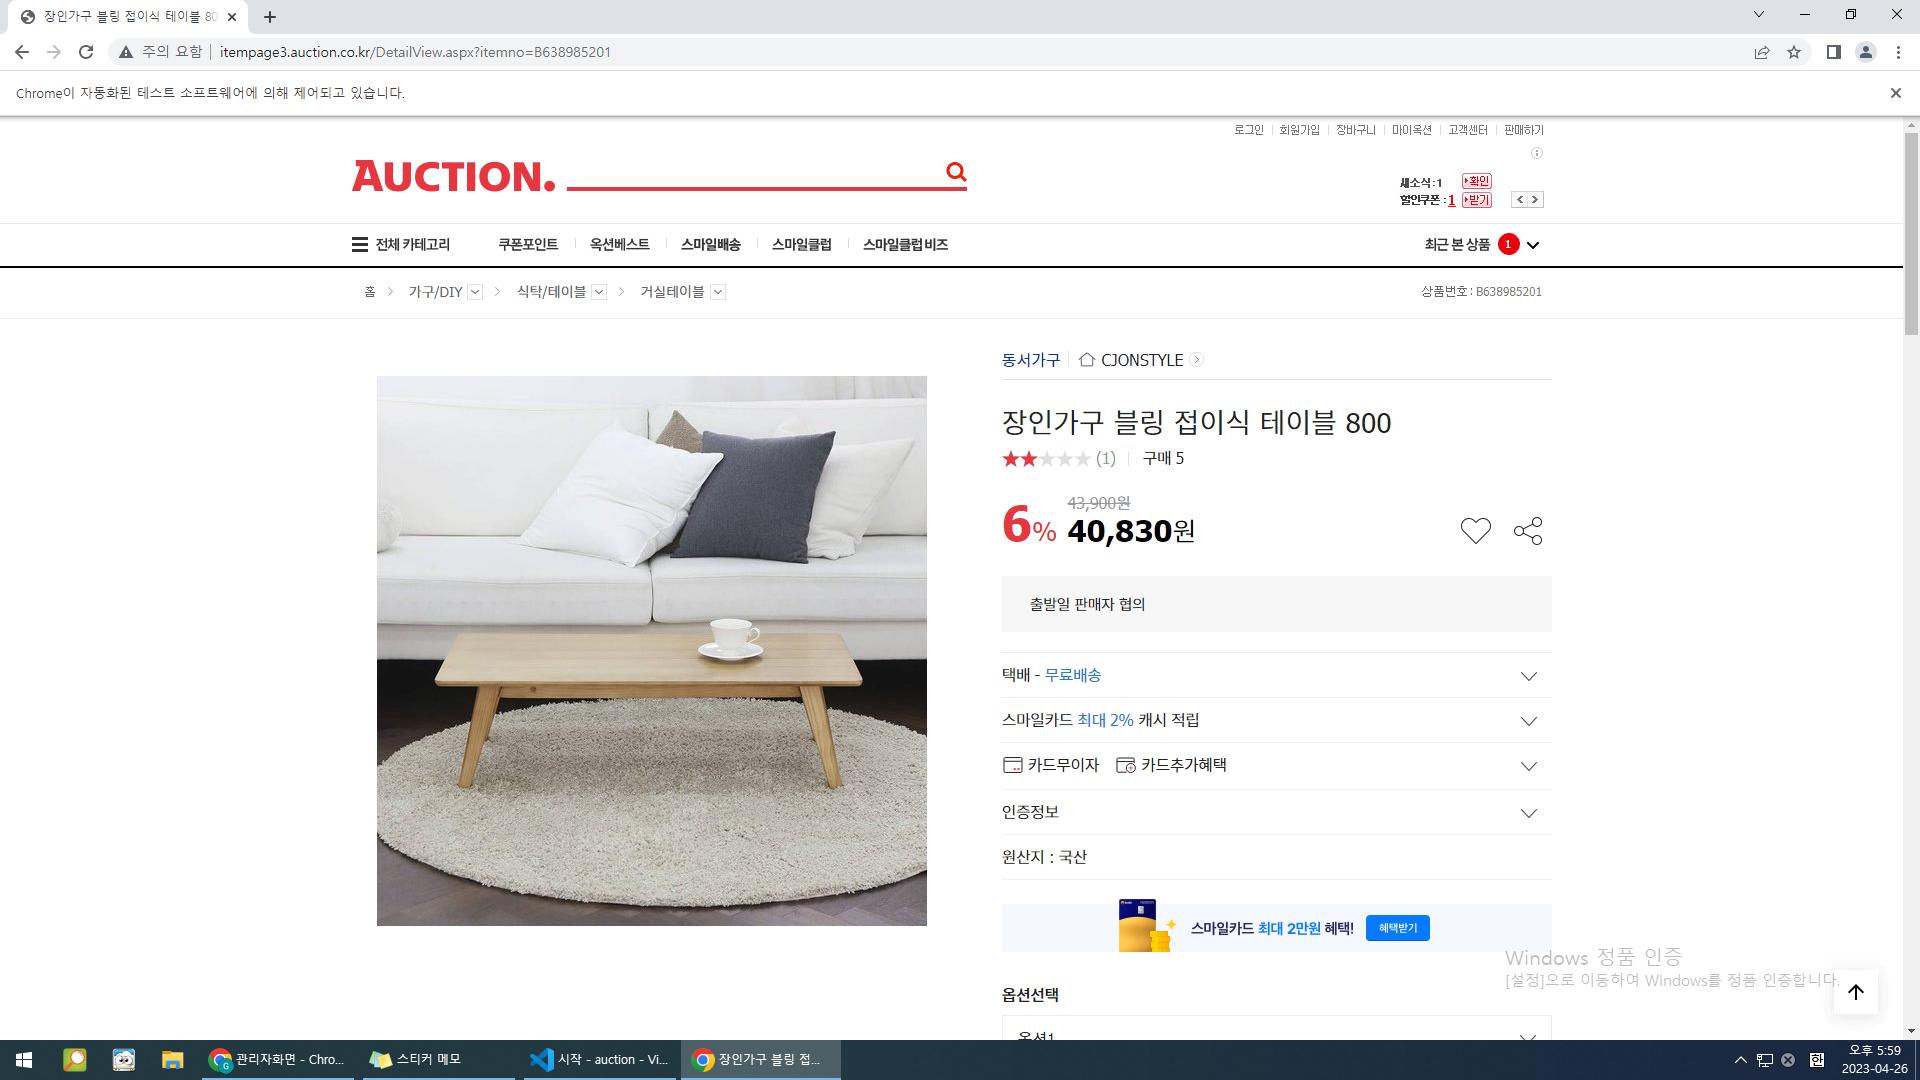 장인가구 블링 접이식 테이블 80
주의 요함 itempage3.auction.co.kr/DetailView.aspx?itemno=B638985201
Chrome이 자동화된 테스트 소프트웨어에 의해 제어되고 있습니다.
로그인 회원가입 장바구니 마이옥션 고객센터 판매하기
AUCTION.
새소식 : 1 확인
할인쿠폰 : 1 받기
전체 카테고리 쿠폰포인트 옥션베스트 스마일배송 스마일클럽 스마일클럽 비즈 최근 본 상품 1
홈 가구/DIY 식탁/테이블 거실테이블 상품번호 : B638985201
동서가구 CJONSTYLE
장인가구 블링 접이식 테이블 800
(1) 구매 5
43,900원
6% 40,830원
출발일 판매자 협의
택배 - 무료배송
스마일카드 최대 2% 캐시 적립
카드무이자 카드추가혜택
인증정보
원산지 : 국산
스마일카드 최대 2만원 혜택! 혜택받기
Windows 정품 인증
[설정]으로 이동하여 Windows를 정품 인증합니다.
옵션선택
옵션1
관리자화면 - Chro... 스티커 메모 시작 - auction - Vi... 장인가구 블링 접... 한 오후 5:59
2023-04-26